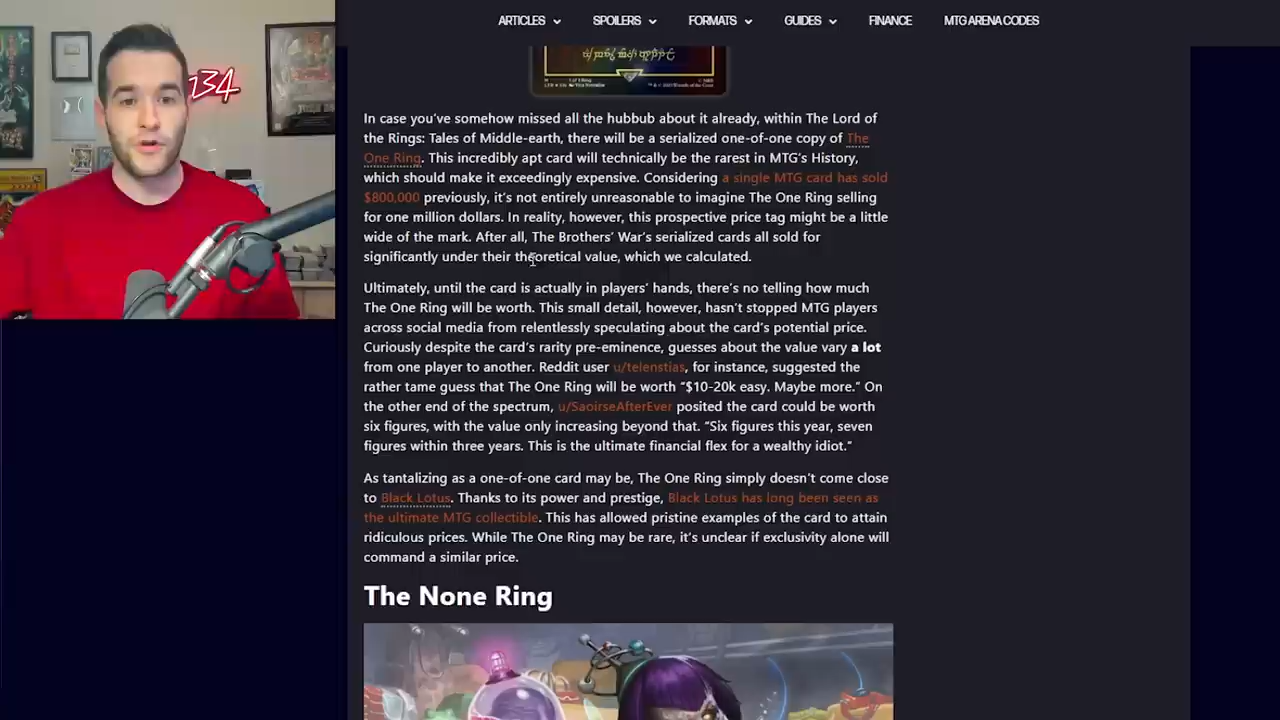 ARTICLES SPOILERS FORMATS GUIDES FINANCE MTG ARENA CODES
134
In case you've somehow missed all the hubbub about it already, within The Lord of
the Rings: Tales of Middle-earth, there will be a serialized one-of-one copy of The
One Ring. This incredibly apt card will technically be the rarest in MTG's History,
which should make it exceedingly expensive. Considering a single MTG card has sold
$800,000 previously, it's not entirely unreasonable to imagine The One Ring selling
for one million dollars. In reality, however, this prospective price tag might be a little
wide of the mark. After all, The Brothers' War's serialized cards all sold for
significantly under their theoretical value, which we calculated.
Ultimately, until the card is actually in players' hands, there's no telling how much
The One Ring will be worth. This small detail, however, hasn't stopped MTG players
across social media from relentlessly speculating about the card's potential price.
Curiously despite the card's rarity pre-eminence, guesses about the value vary a lot
from one player to another. Reddit user u/telenstias, for instance, suggested the
rather tame guess that The One Ring will be worth "$10-20k easy. Maybe more." On
the other end of the spectrum, u/SaoirseAfterEver posited the card could be worth
six figures, with the value only increasing beyond that. "Six figures this year, seven
figures within three years. This is the ultimate financial flex for a wealthy idiot."
As tantalizing as a one-of-one card may be, The One Ring simply doesn't come close
to Black Lotus. Thanks to its power and prestige, Black Lotus has long been seen as
the ultimate MTG collectible. This has allowed pristine examples of the card to attain
ridiculous prices. While The One Ring may be rare, it's unclear if exclusivity alone will
command a similar price.
The None Ring